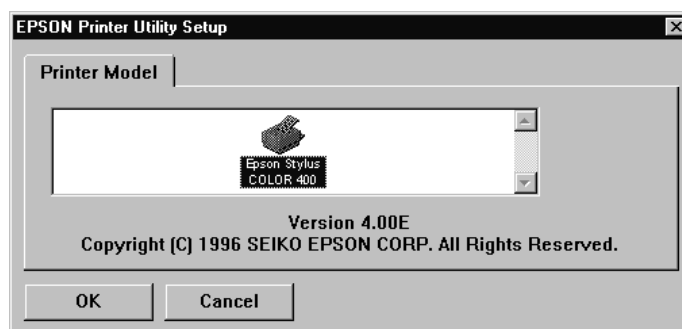 EPSON Printer Utility Setup
Printer Model
Epson Stylus
COLOR 400
Version 4.00E
Copyright (C) 1996 SEIKO EPSON CORP. All Rights Reserved.
OK Cancel